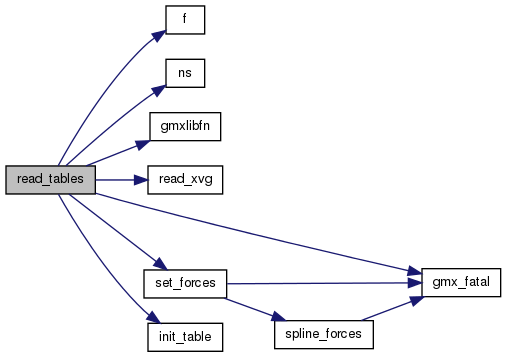 f
ns
gmxlibfn
read_tables
read_xvg
gmx_fatal
set_forces
spline_forces
init_table